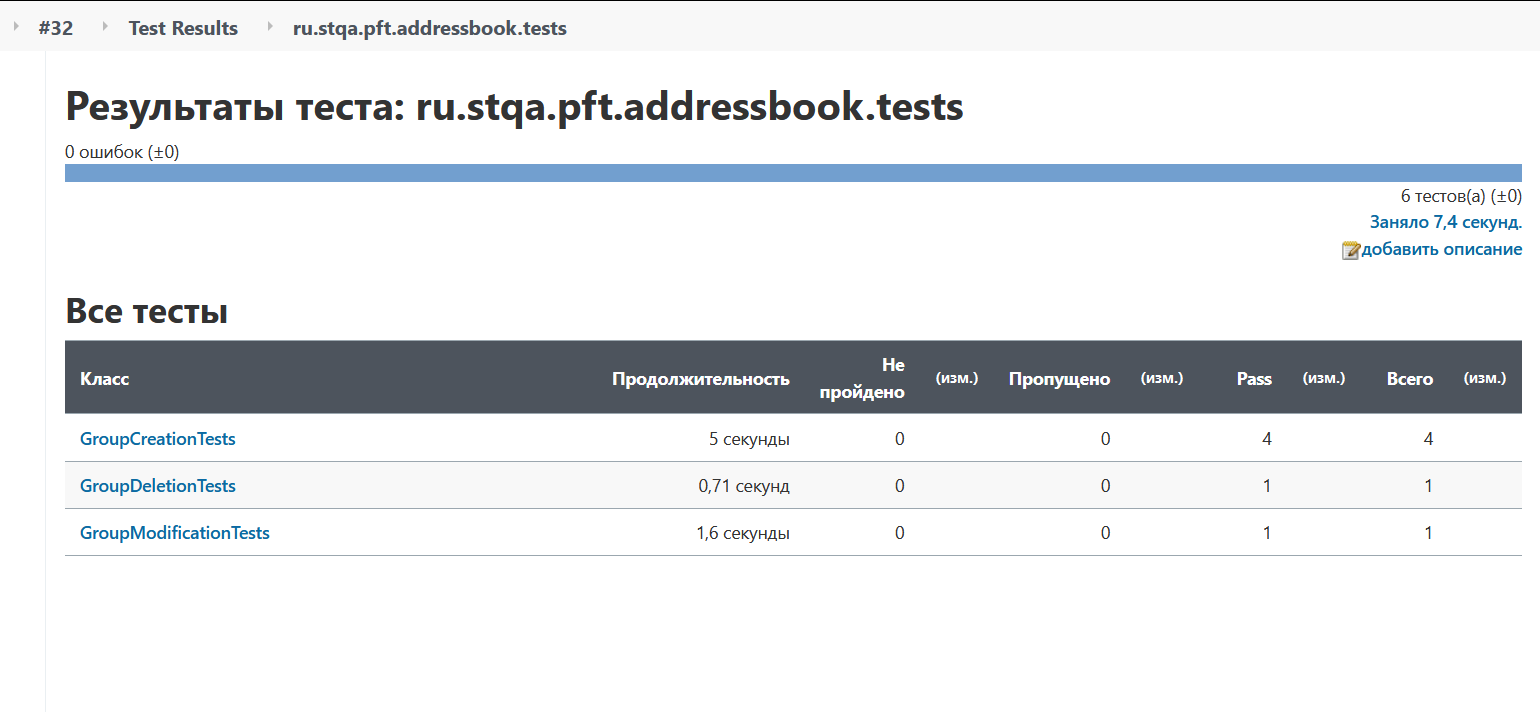 #32 Test Results ru.stqa.pft.addressbook.tests
Результаты теста: ru.stqa.pft.addressbook.tests
0 ошибок (±0)
6 тестов(а) (±0)
Заняло 7,4 секунд.
добавить описание
Все тесты
Класс Продолжительность Не пройдено (изм.) Пропущено (изм.) Pass (изм.) Всего (изм.)
GroupCreationTests 5 секунды 0 0 4 4
GroupDeletionTests 0,71 секунд 0 0 1 1
GroupModificationTests 1,6 секунды 0 0 1 1